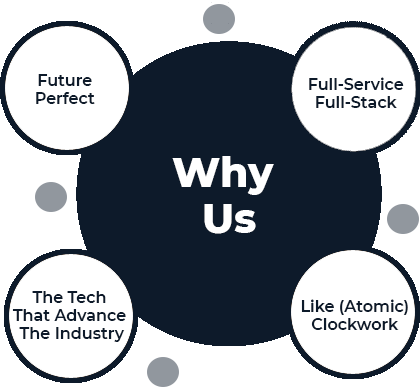 Future
Perfect
Full-Service
Full-Stack
Why
Us
The Tech
That Advance
The Industry
Like (Atomic)
Clockwork